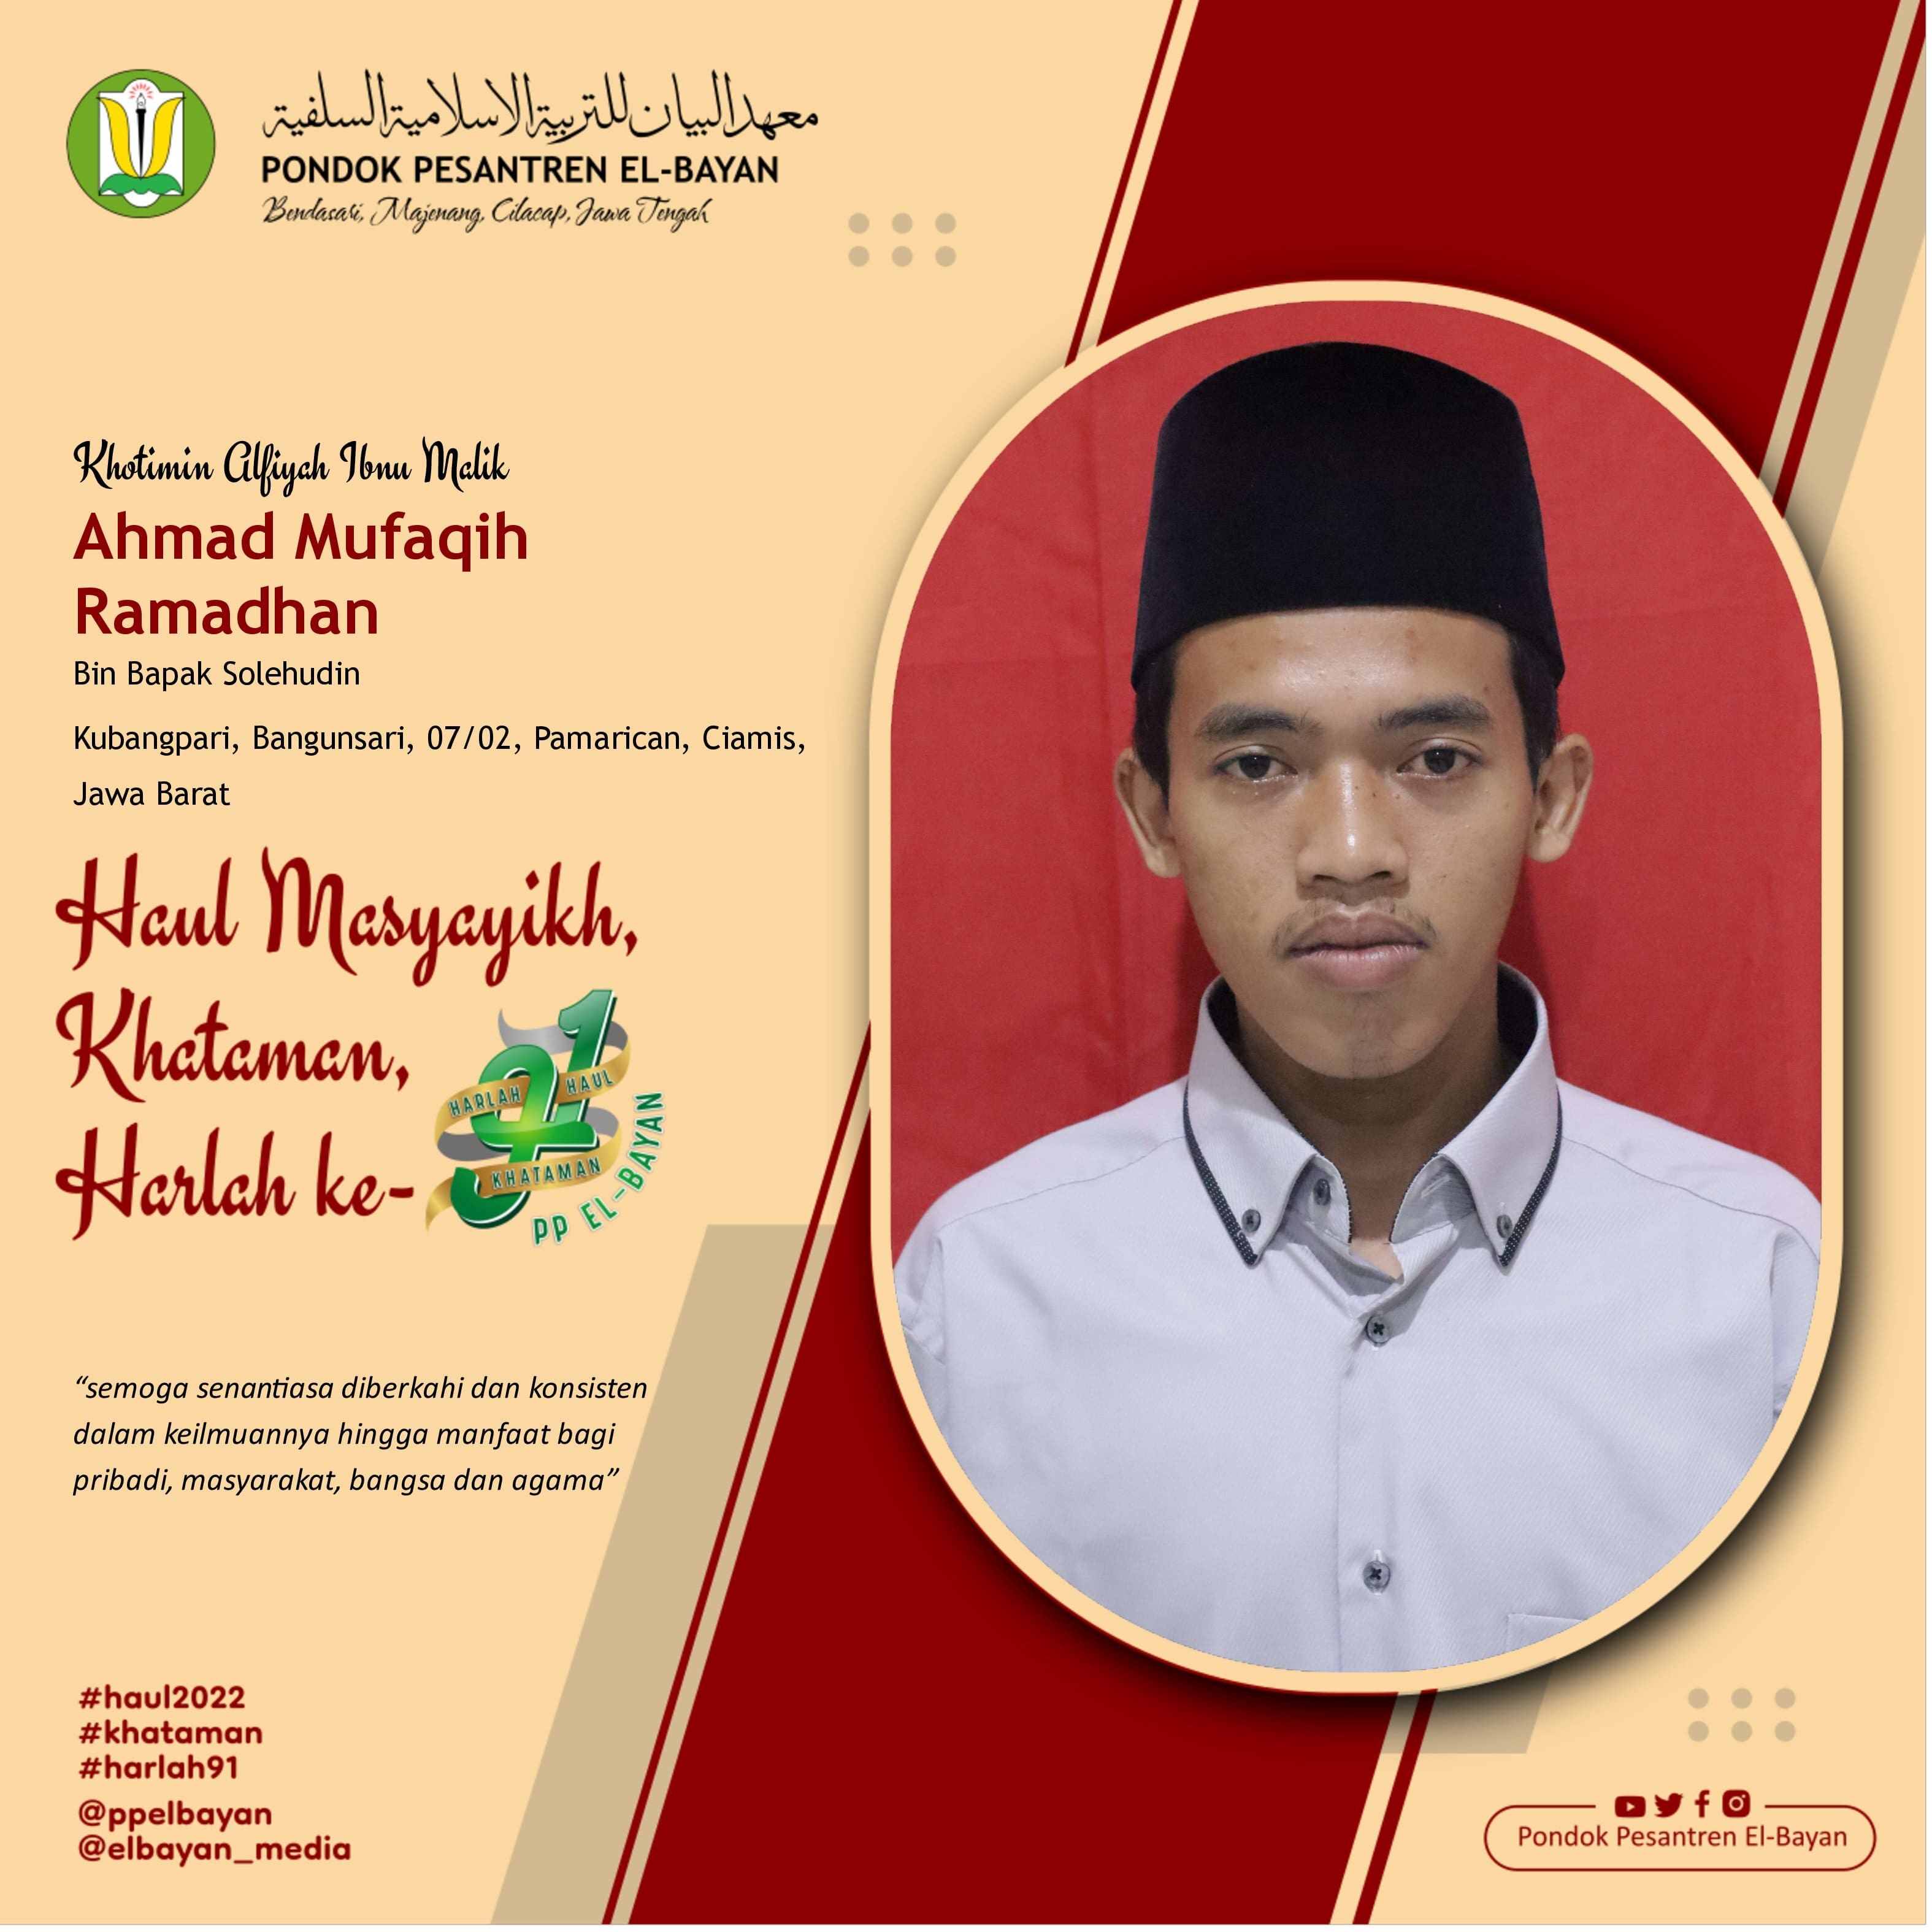 معهد البيان للتربية الاسلامية السلفية
PONDOK PESANTREN EL-BAYAN
Bendasari, Majenang, Cilacap, Jawa Tengah
Khotimin Alfiyah Ibnu Malik
Ahmad Mufaqih
Ramadhan
Bin Bapak Solehudin
Kubangpari, Bangunsari, 07/02, Pamarican, Ciamis,
Jawa Barat
Haul Masyayikh,
Khataman,
Harlah ke-
91
HARLAH HAUL
KHATAMAN
PP EL-BAYAN
“semoga senantiasa diberkahi dan konsisten
dalam keilmuannya hingga manfaat bagi
pribadi, masyarakat, bangsa dan agama”
#haul2022
#khataman
#harlah91
@ppelbayan
@elbayan_media
Pondok Pesantren El-Bayan